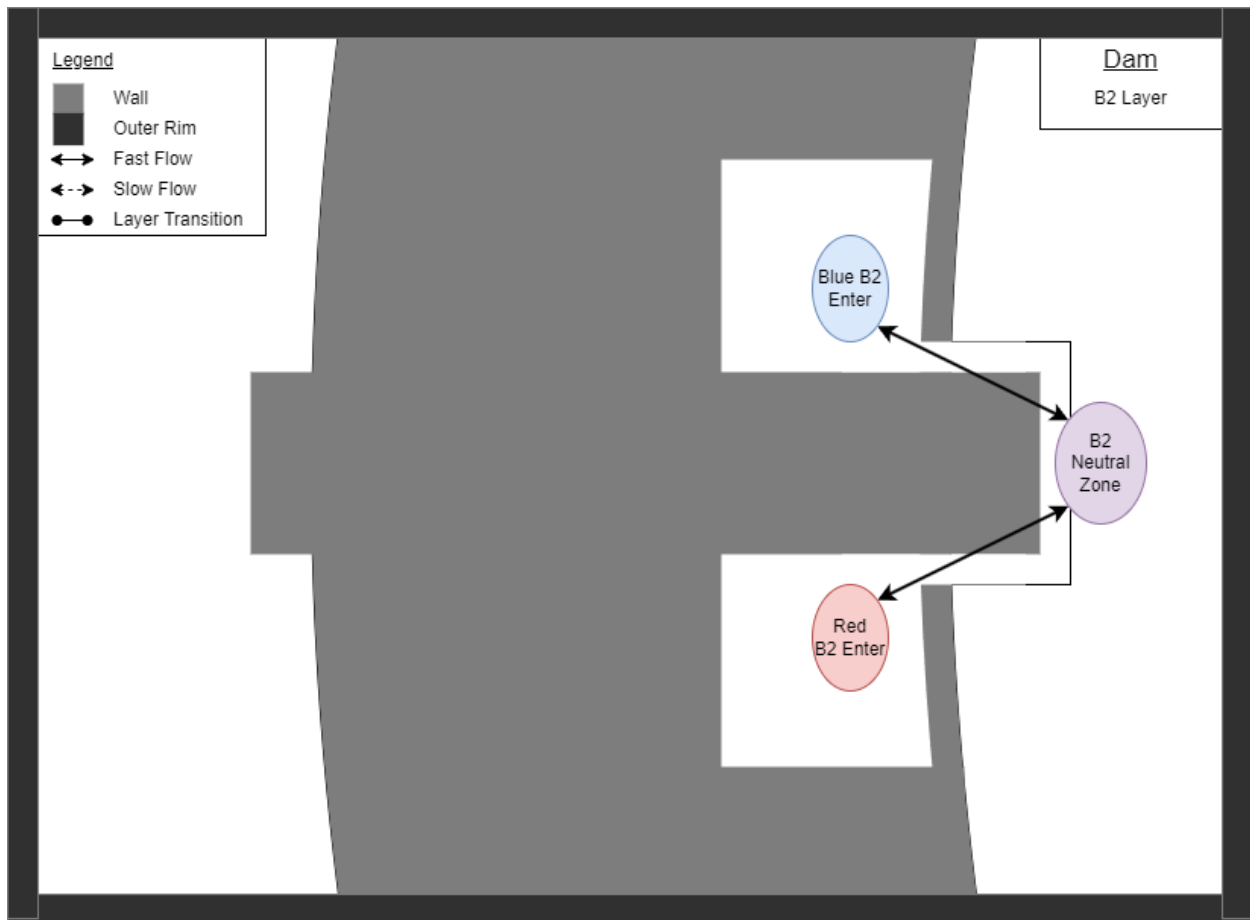 Legend
Wall
Outer Rim
Fast Flow
Slow Flow
Layer Transition
Dam
B2 Layer
Blue B2
Enter
B2
Neutral
Zone
Red
B2 Enter